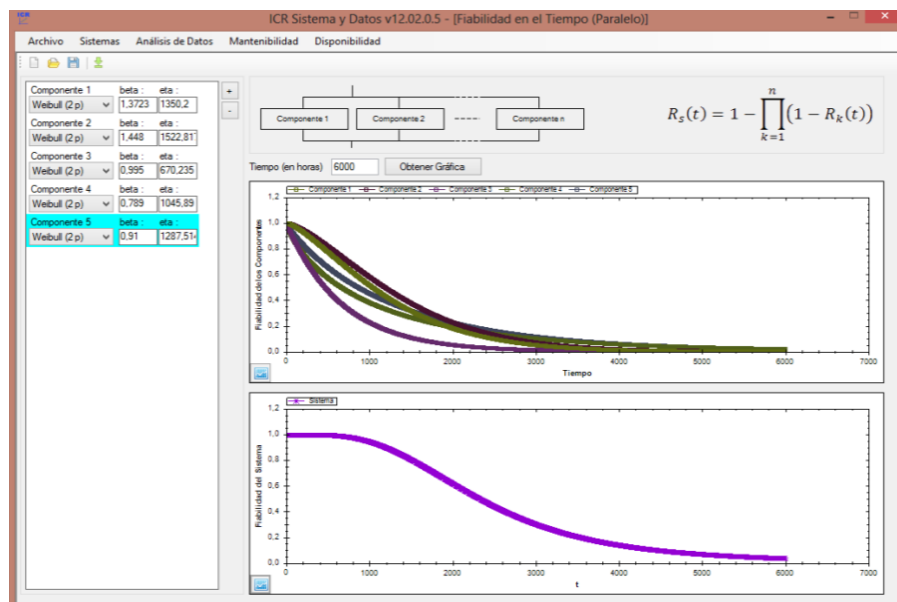 ICR
ICR Sistema y Datos v12.02.0.5 - [Fiabilidad en el Tiempo (Paralelo)]
Archivo Sistemas Análisis de Datos Mantenibilidad Disponibilidad
Componente 1 beta : eta :
Weibull (2 p) 1,3723 1350,2
Componente 2 beta : eta :
Weibull (2 p) 1,448 1522,81
Componente 3 beta : eta :
Weibull (2 p) 0,995 670,235
Componente 4 beta : eta :
Weibull (2 p) 0,789 1045,89
Componente 5 beta : eta :
Weibull (2 p) 0,91 1287,51
+
-
Componente 1 Componente 2 Componente n
R_s(t) = 1 − ∏_{k=1}^{n} (1 − R_k(t))
Tiempo (en horas) 6000 Obtener Gráfica
Componente 1 Componente 2 Componente 3 Componente 4 Componente 5
Fiabilidad de los Componentes
1,2
1,0
0,8
0,6
0,4
0,2
0,0
0 1000 2000 3000 4000 5000 6000 7000
Tiempo
Sistema
Fiabilidad del Sistema
1,2
1,0
0,8
0,6
0,4
0,2
0,0
0 1000 2000 3000 4000 5000 6000 7000
t